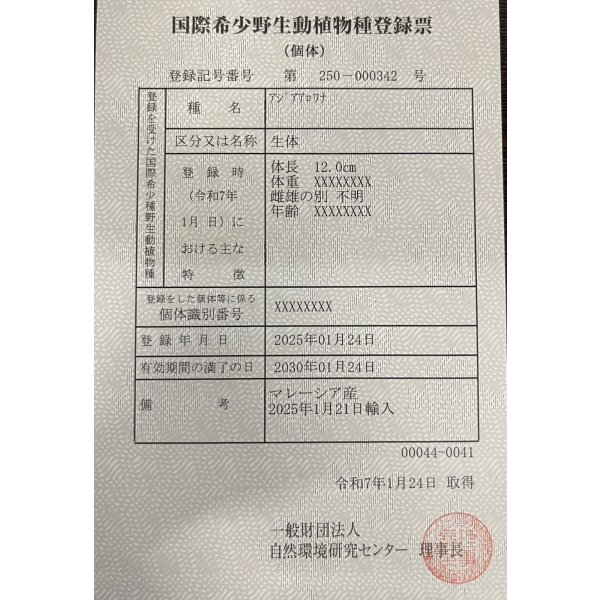 国際希少野生動植物種登録票
(個体)
登録記号番号 第 250-000342 号
登録を受けた国際希少種野生動植物種
種 名 ｱｼﾞｱｱﾛﾜﾅ
区分又は名称 生体
登 録 時
(令和7年
1月 日)に
おける主な
特 徴
体長 12.0cm
体重 XXXXXXXX
雌雄の別 不明
年齢 XXXXXXXX
登録をした個体等に係る
個体識別番号 XXXXXXXX
登 録 年 月 日 2025年01月24日
有効期間の満了の日 2030年01月24日
備 考
マレーシア産
2025年1月21日輸入
00044-0041
令和7年1月24日 取得
一般財団法人
自然環境研究センター 理事長